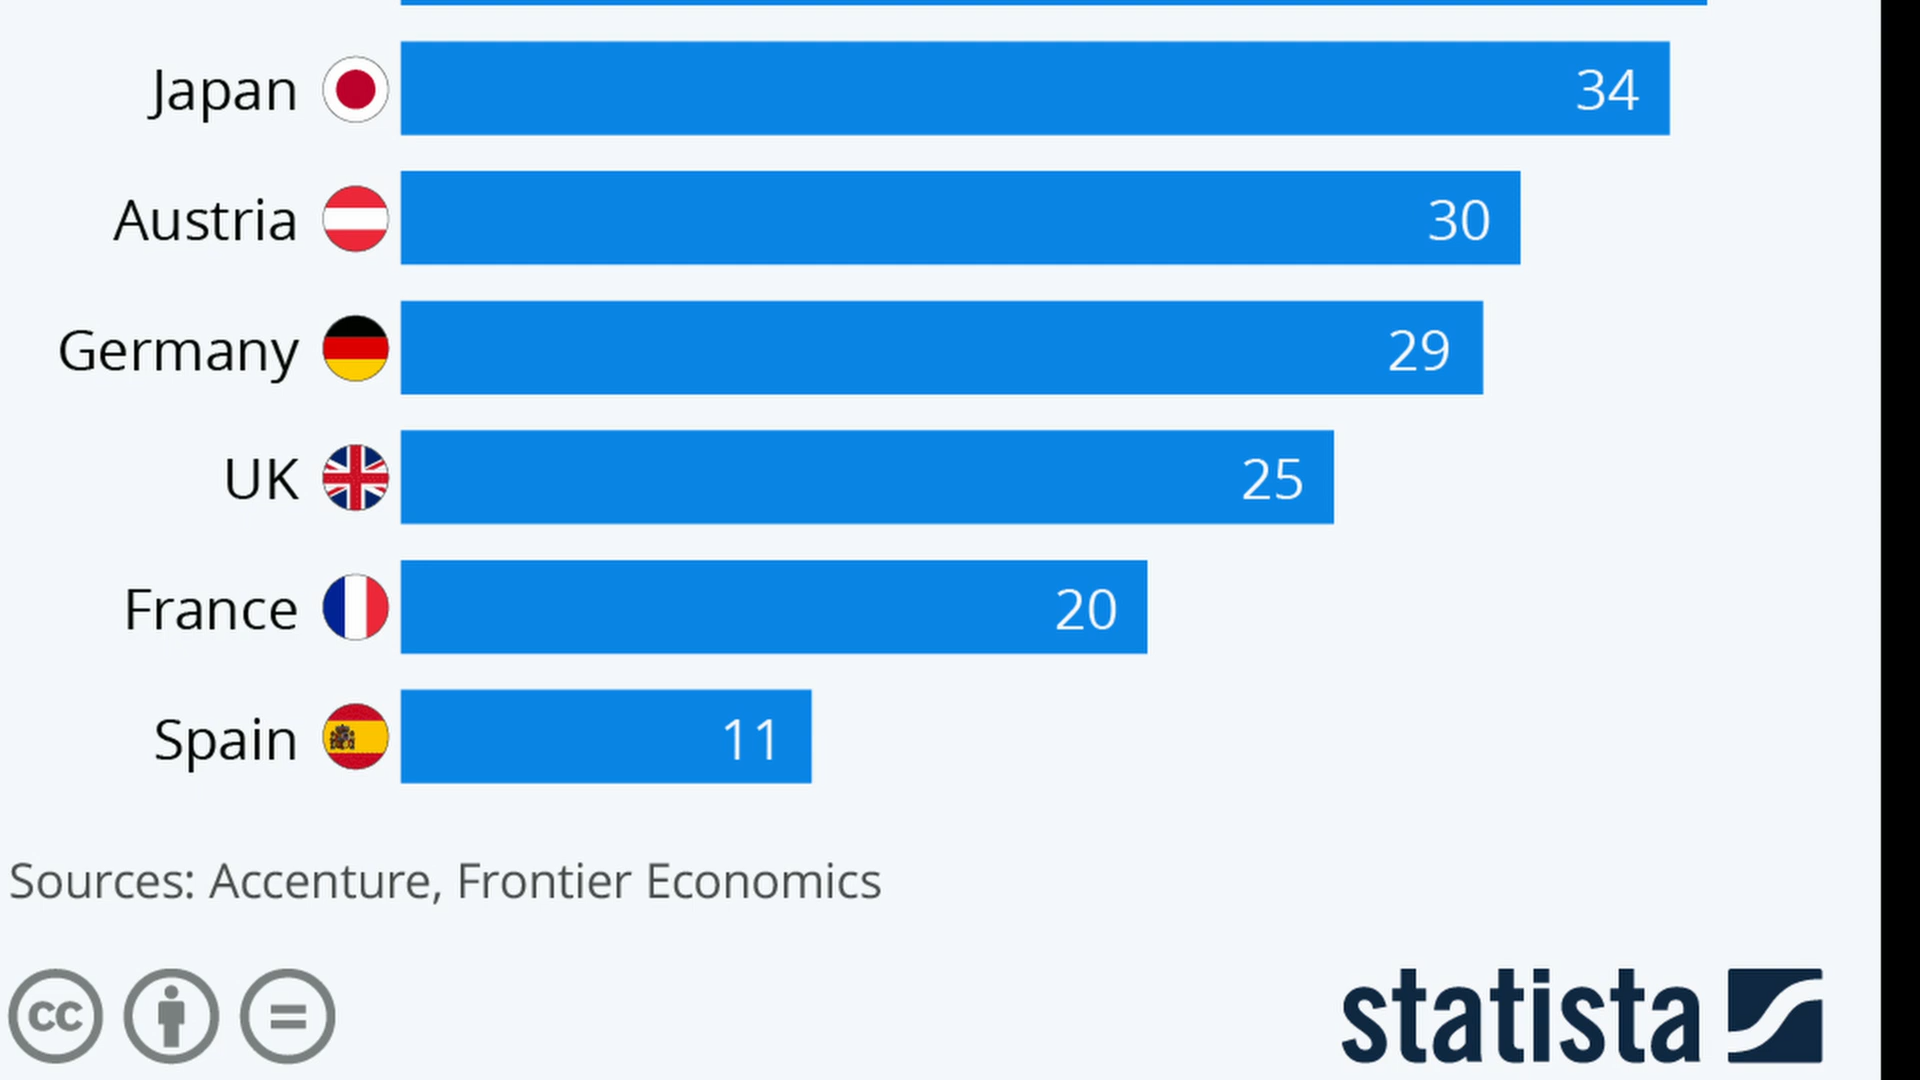 Japan 34
Austria 30
Germany 29
UK 25
France 20
Spain 11
Sources: Accenture, Frontier Economics
cc
statista